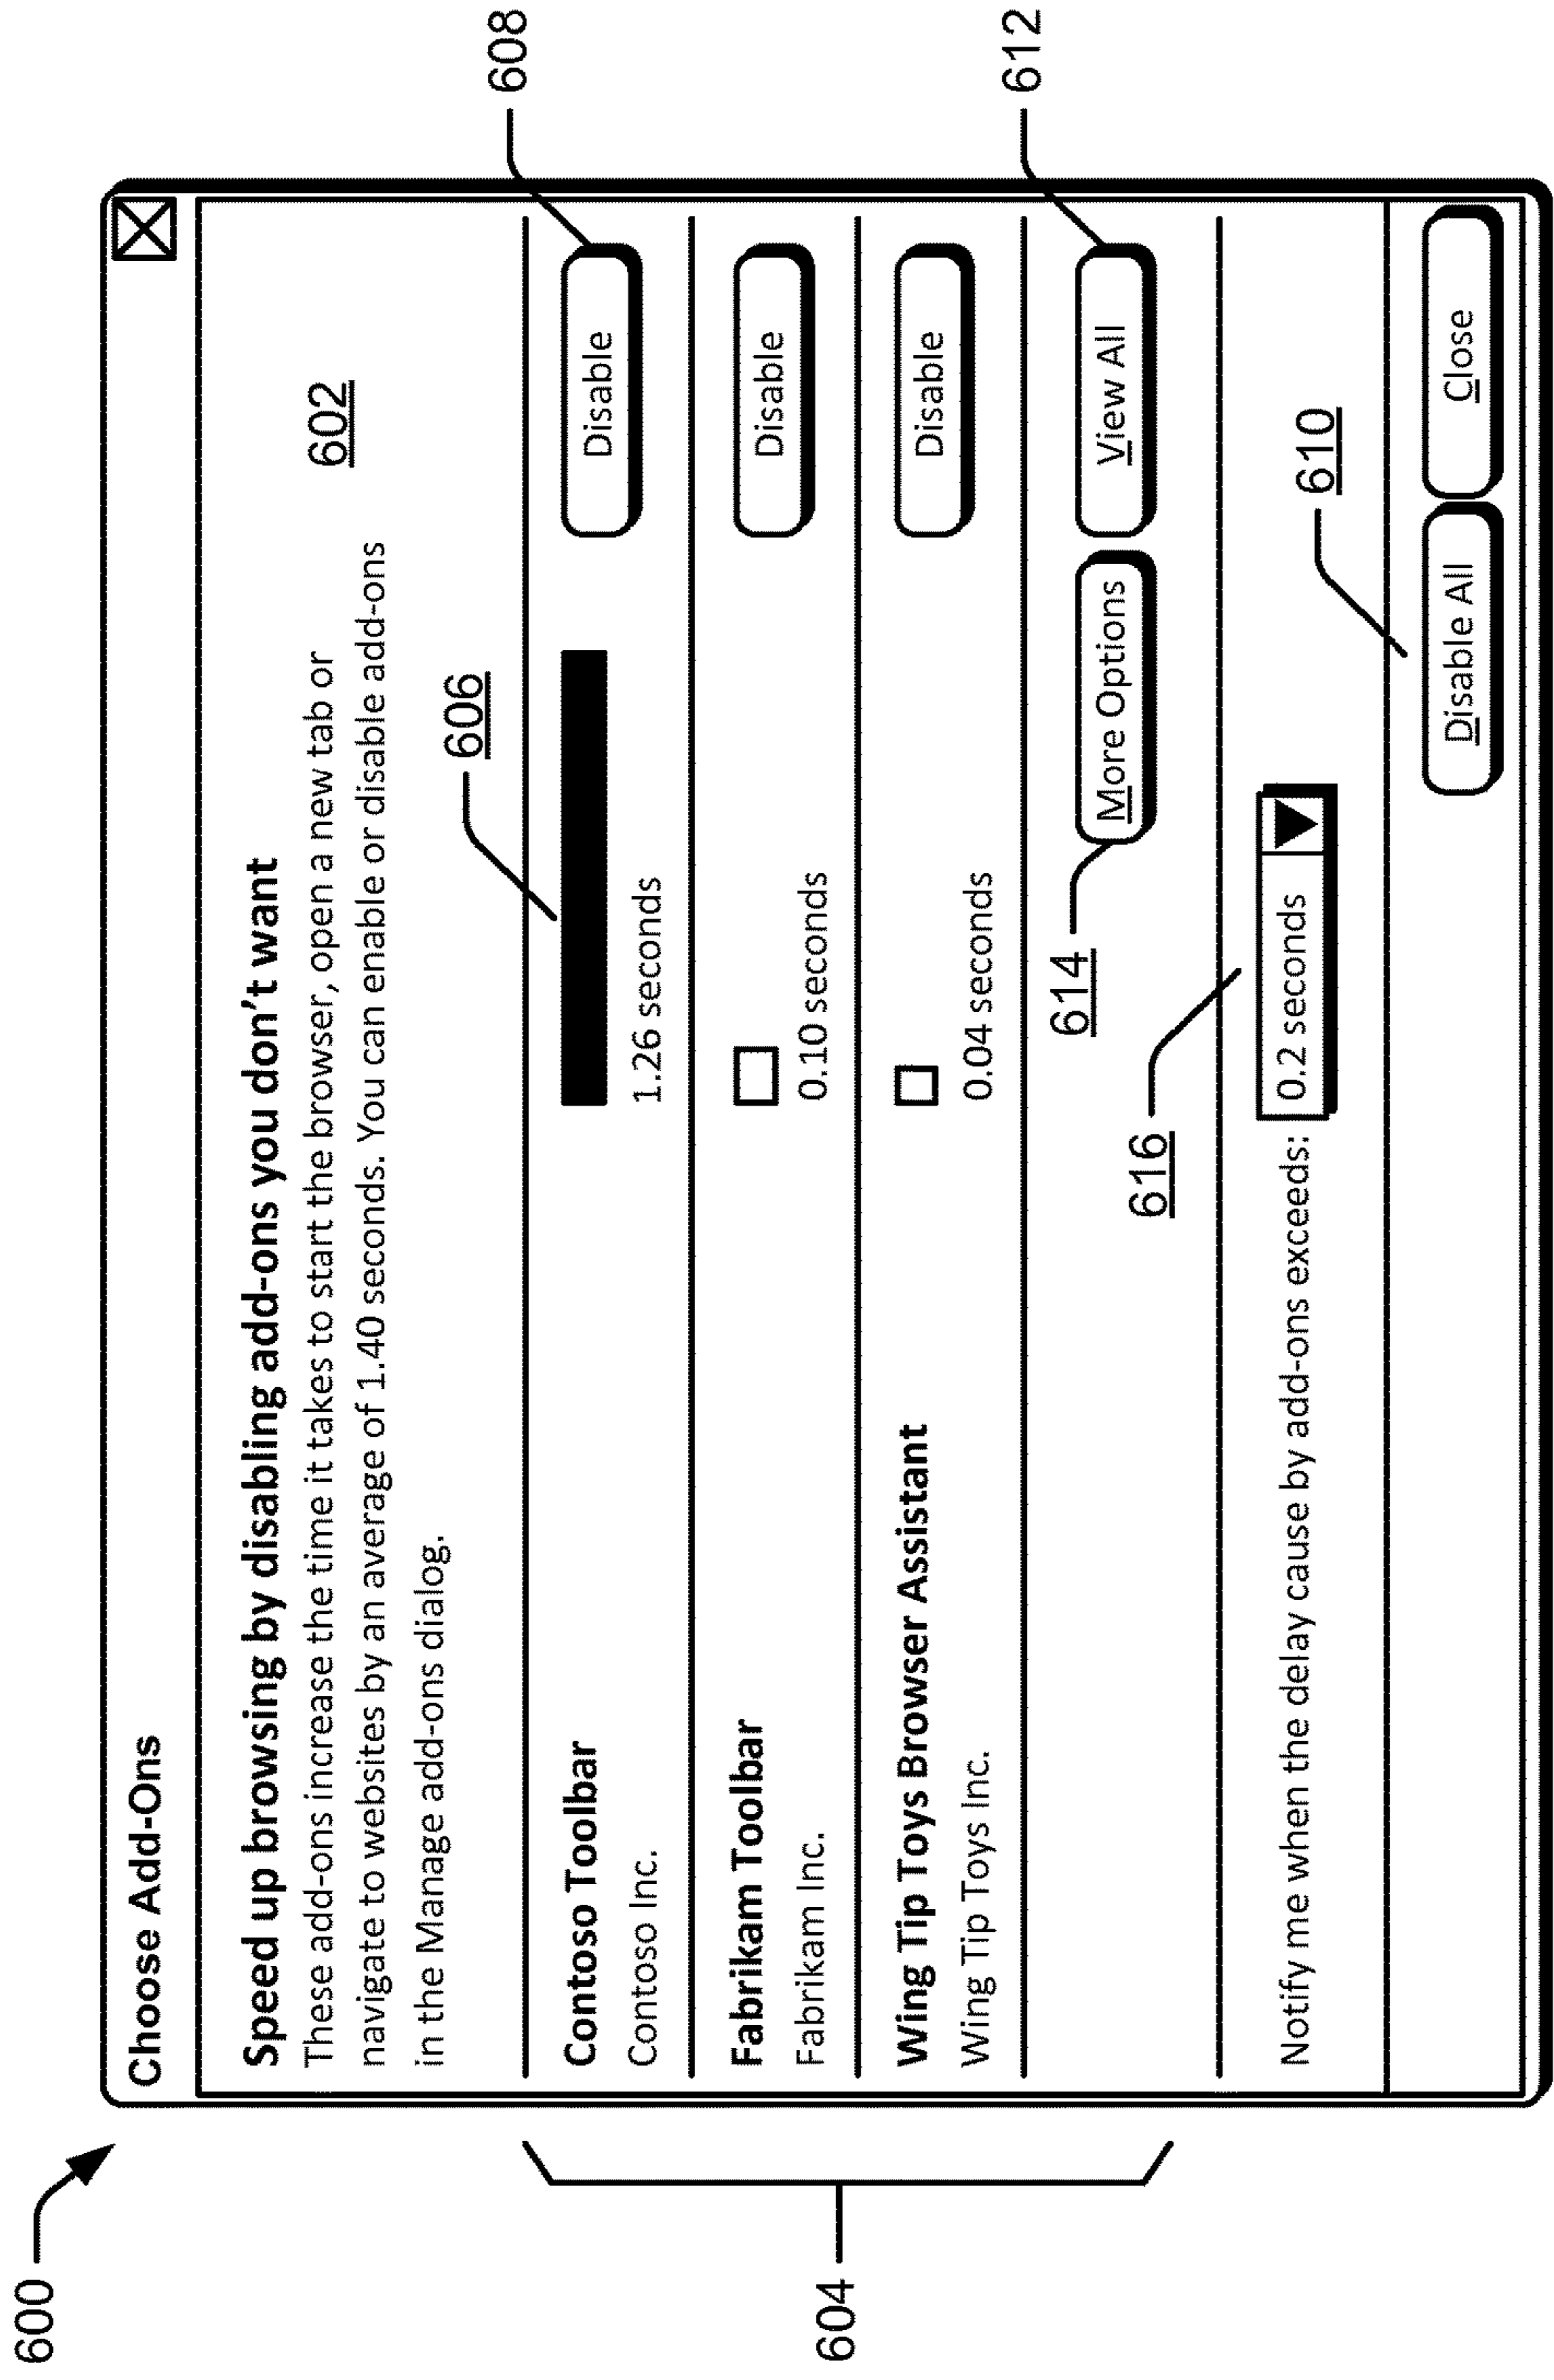 600
Choose Add-Ons
Speed up browsing by disabling add-ons you don't want
These add-ons increase the time it takes to start the browser, open a new tab or
navigate to websites by an average of 1.40 seconds. You can enable or disable add-ons
in the Manage add-ons dialog.
602
606
608
604
Contoso Toolbar
Contoso Inc.
1.26 seconds
Disable
Fabrikam Toolbar
Fabrikam Inc.
0.10 seconds
Disable
Wing Tip Toys Browser Assistant
Wing Tip Toys Inc.
0.04 seconds
Disable
614
More Options
View All
612
616
Notify me when the delay cause by add-ons exceeds:
0.2 seconds
610
Disable All
Close